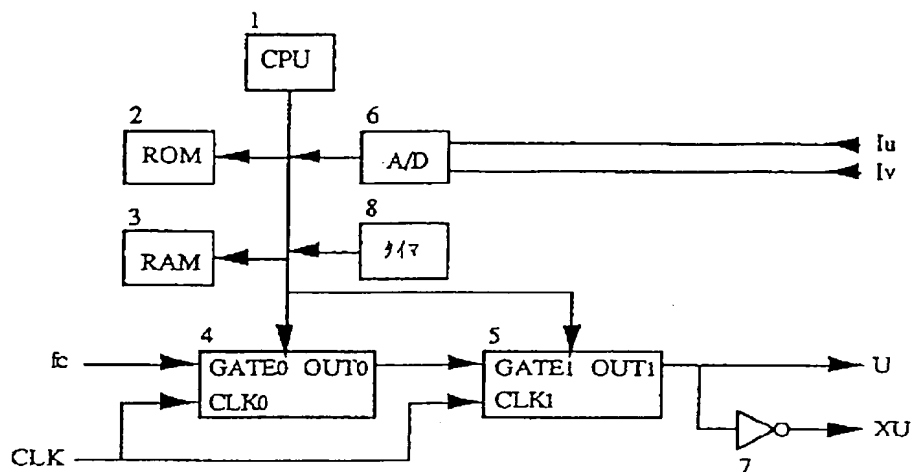 1
CPU
2
ROM
6
A/D
Iu
Iv
3
RAM
8
タイマ
4
5
fc
GATE0 OUT0
CLK0
GATE1 OUT1
CLK1
U
XU
7
CLK